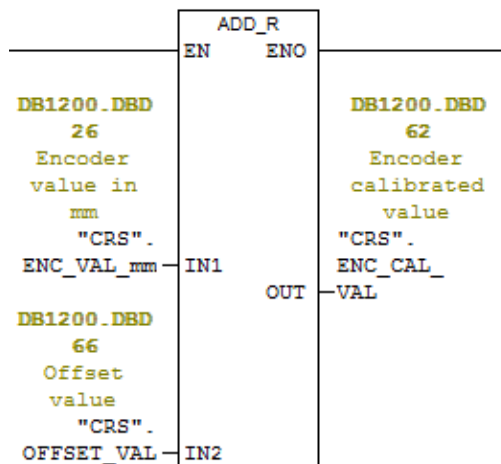 ADD_R
EN ENO
DB1200.DBD
26
Encoder
value in
mm
"CRS".
ENC_VAL_mm IN1
DB1200.DBD
62
Encoder
calibrated
value
"CRS".
ENC_CAL_
OUT VAL
DB1200.DBD
66
Offset
value
"CRS".
OFFSET_VAL IN2